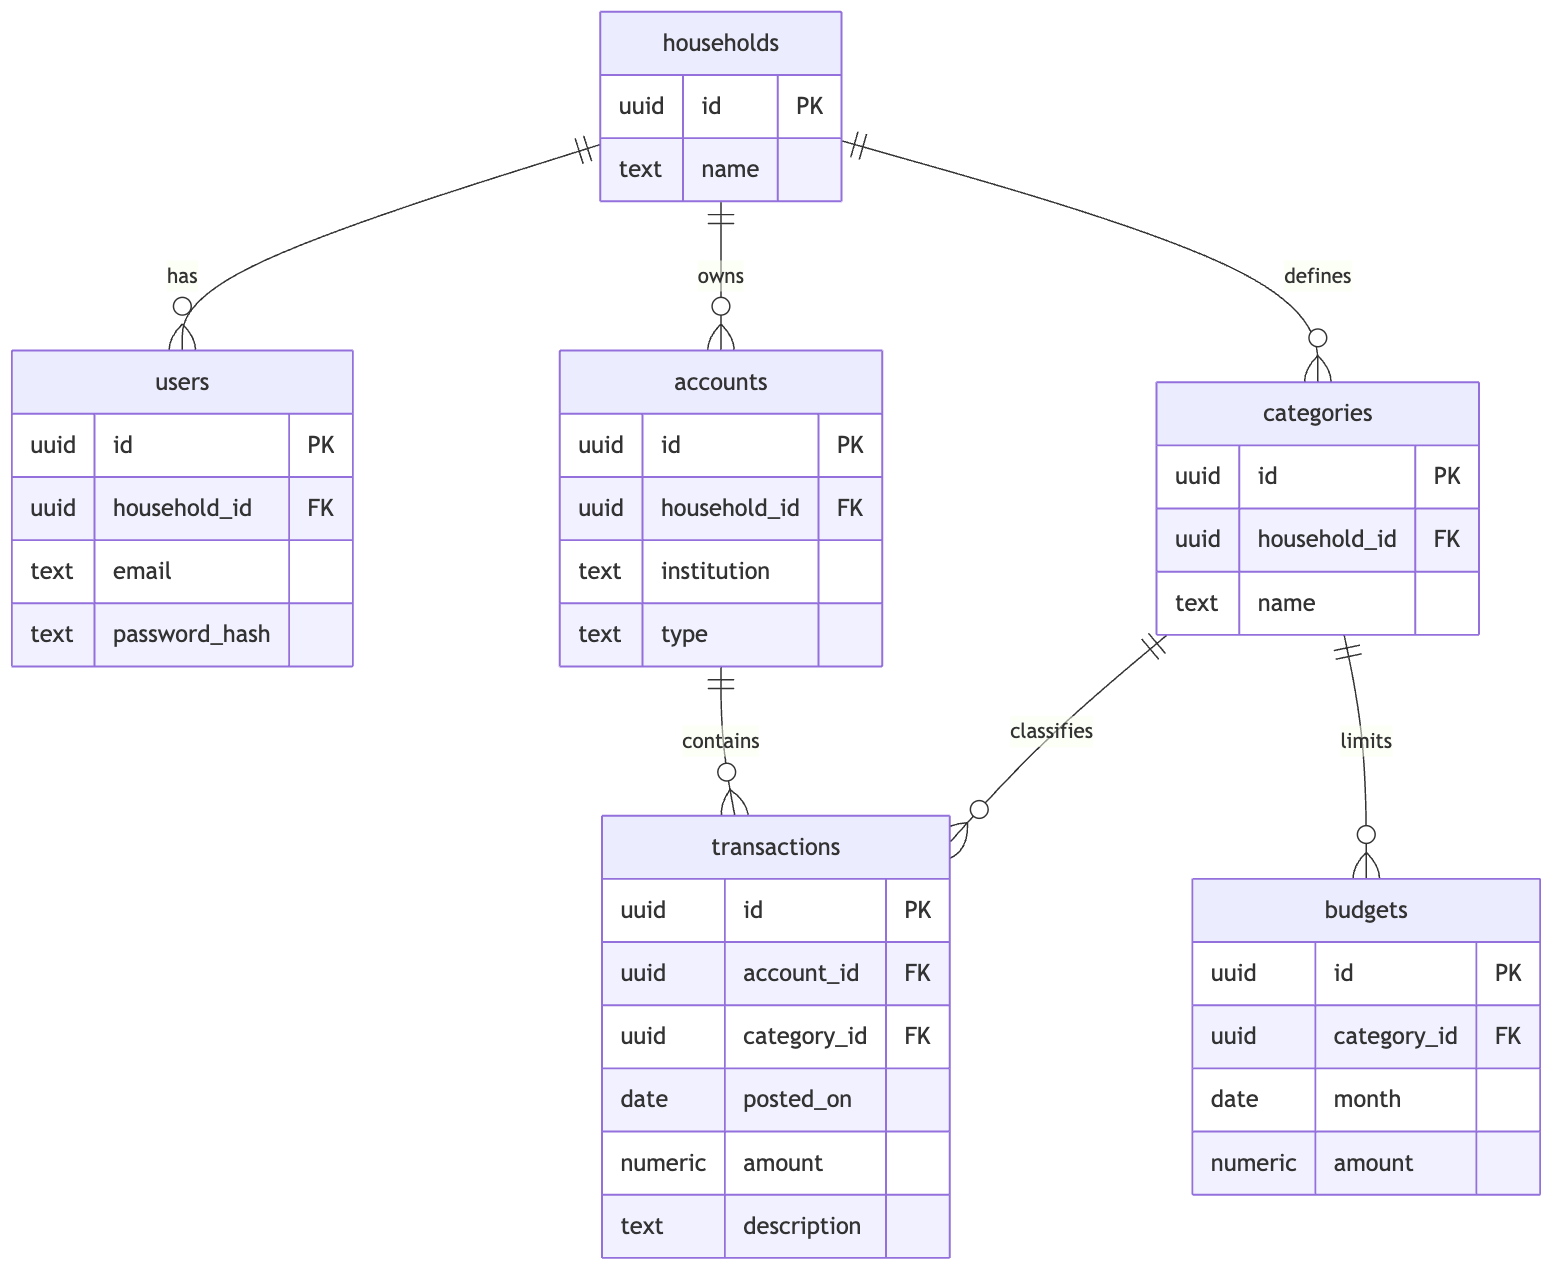 households
uuid id PK
text name
has
owns
defines
users
uuid id PK
uuid household_id FK
text email
text password_hash
accounts
uuid id PK
uuid household_id FK
text institution
text type
categories
uuid id PK
uuid household_id FK
text name
contains
classifies
limits
transactions
uuid id PK
uuid account_id FK
uuid category_id FK
date posted_on
numeric amount
text description
budgets
uuid id PK
uuid category_id FK
date month
numeric amount